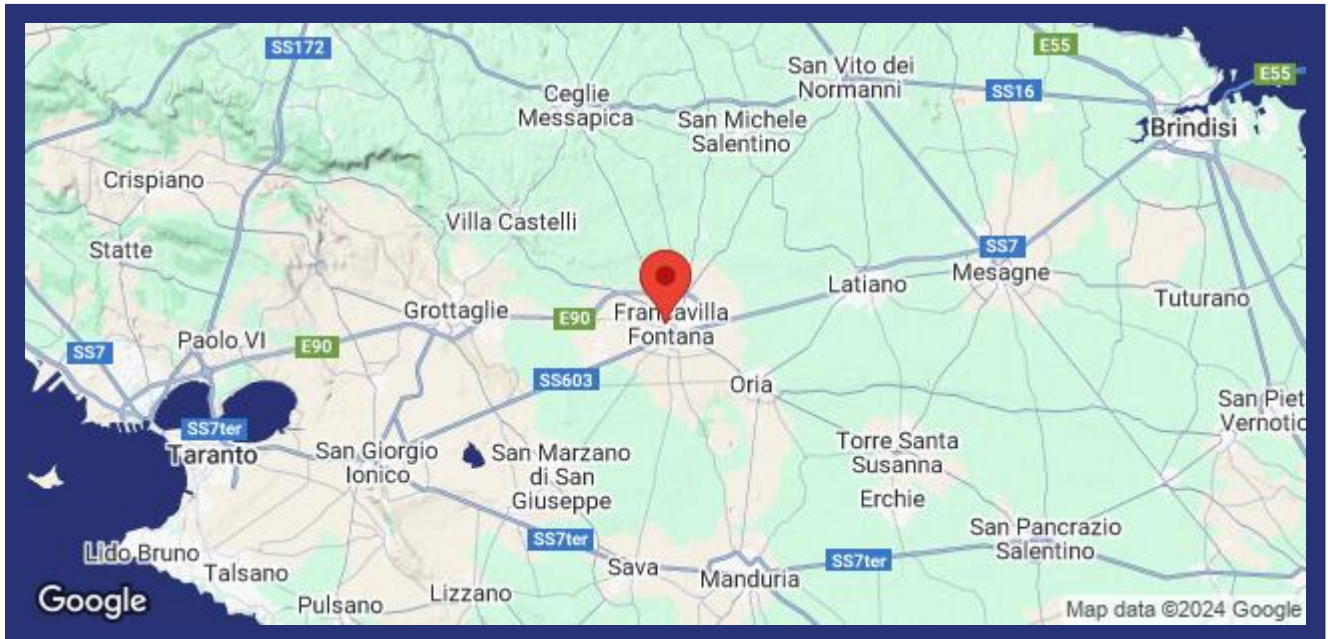 SS172
E55
E55
San Vito dei
Normanni
SS16
Ceglie
Messapica
San Michele
Salentino
Brindisi
Crispiano
Villa Castelli
Statte
SS7
Mesagne
Latiano
Tuturano
Grottaglie
E90
Francavilla
Fontana
Paolo VI
E90
SS7
SS603
Oria
San Piet
Vernotic
SS7ter
Taranto
San Giorgio
Ionico
San Marzano
di San
Giuseppe
Torre Santa
Susanna
Erchie
San Pancrazio
Salentino
SS7ter
SS7ter
Lido Bruno
Talsano
Sava
Manduria
Lizzano
Pulsano
Google
Map data ©2024 Google